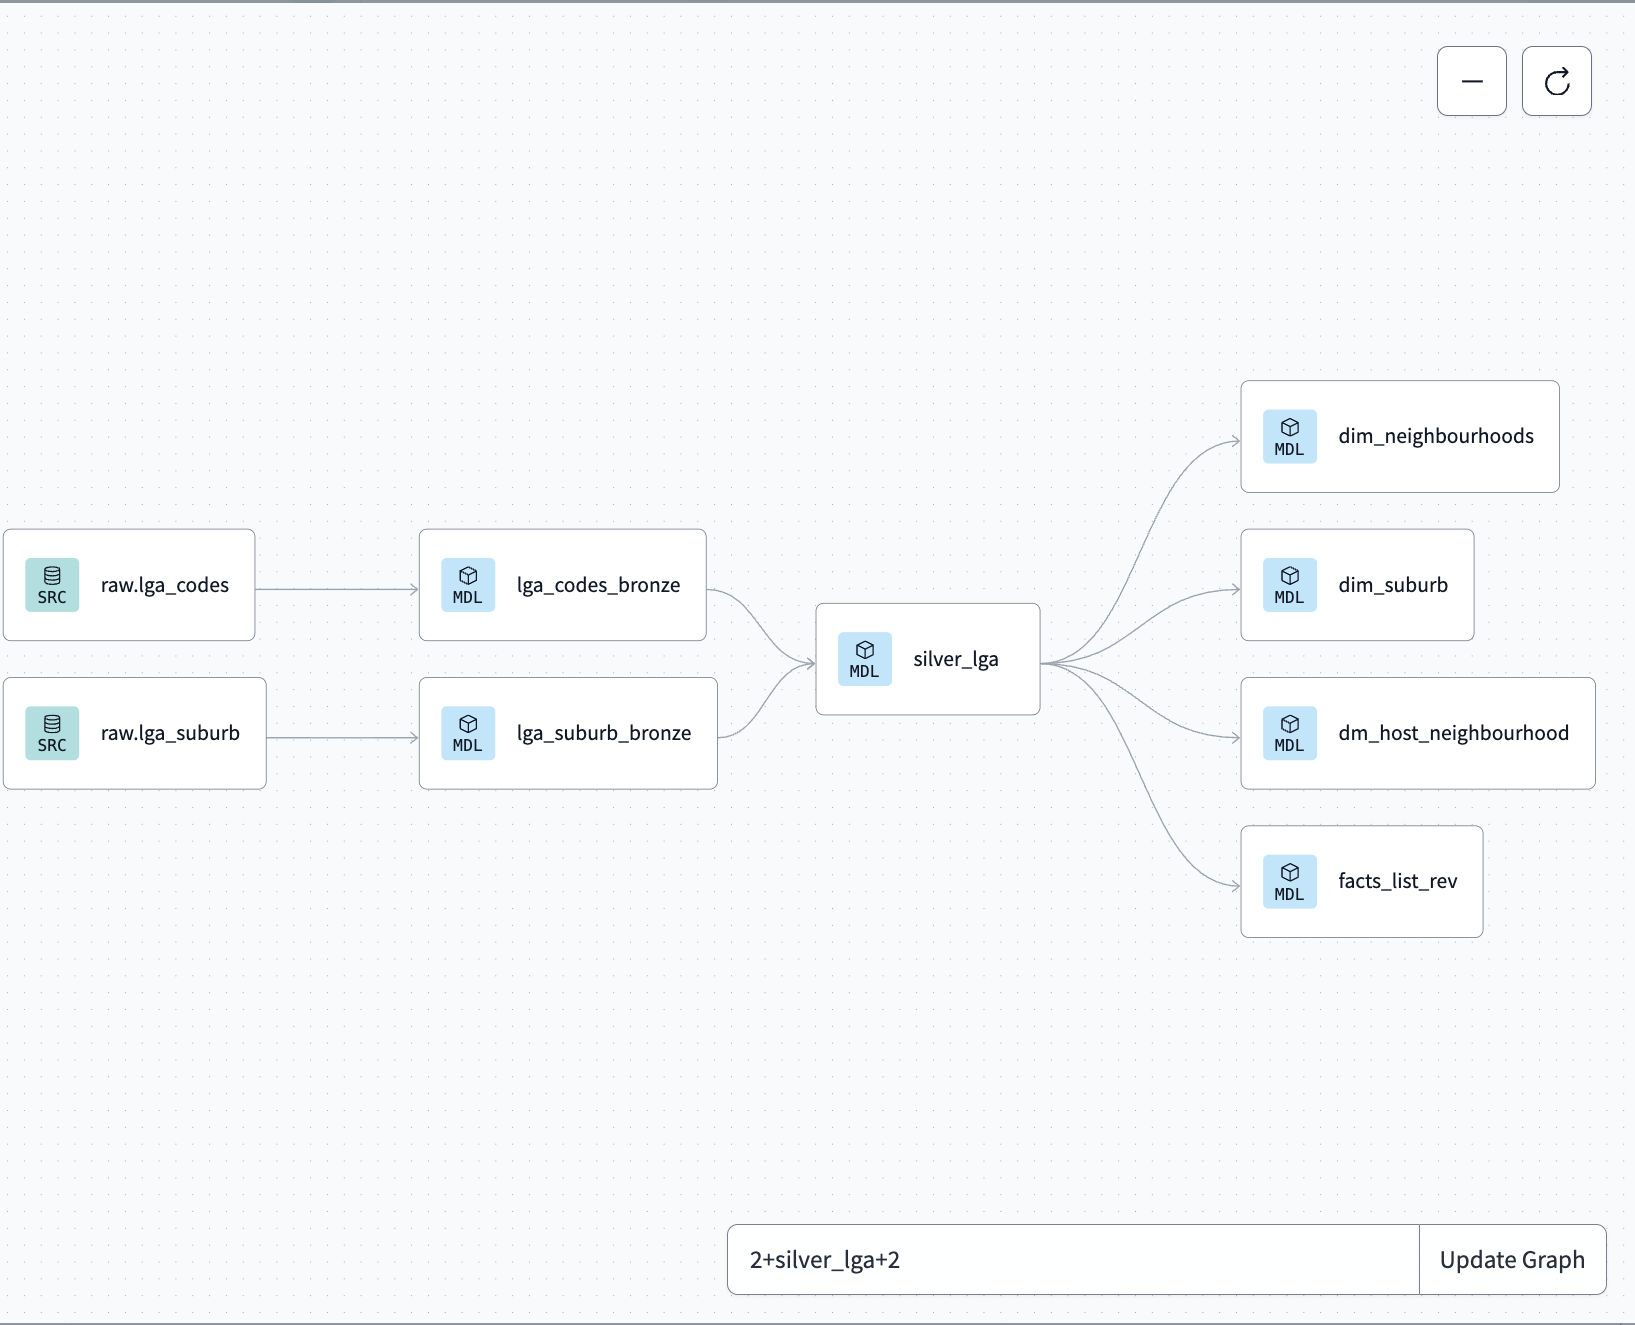 MDL
dim_neighbourhoods
SRC
raw.lga_codes
MDL
lga_codes_bronze
MDL
dim_suburb
MDL
silver_lga
SRC
raw.lga_suburb
MDL
lga_suburb_bronze
MDL
dm_host_neighbourhood
MDL
facts_list_rev
2+silver_lga+2
Update Graph